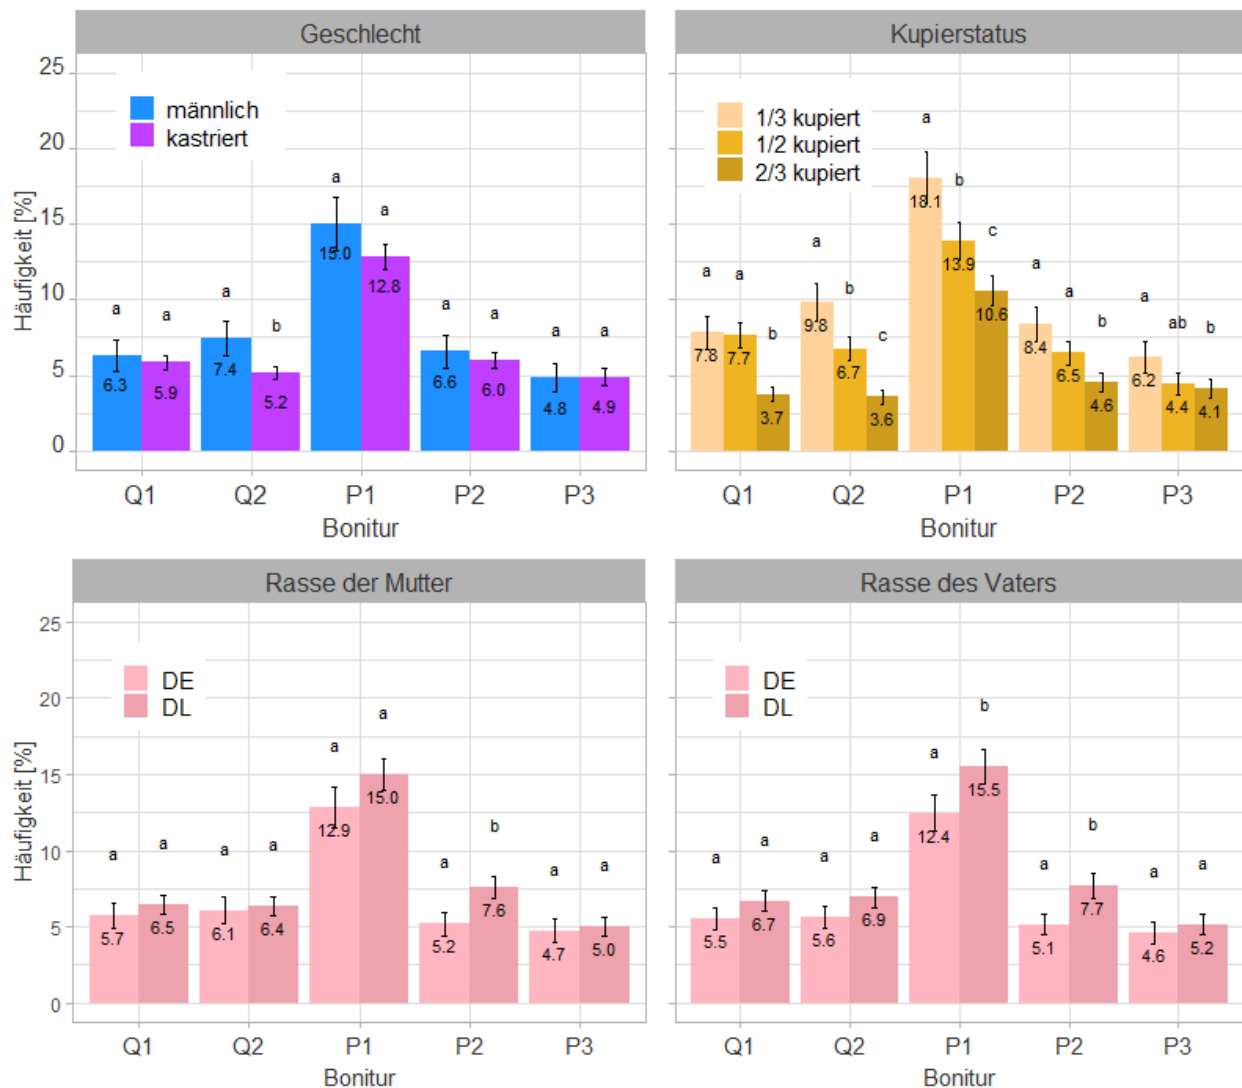 Geschlecht
Häufigkeit [%]
25
20
15
10
5
0
männlich
kastriert
a a a b a a a a a a
6.3 5.9 7.4 5.2 15.0 12.8 6.6 6.0 4.8 4.9
Q1 Q2 P1 P2 P3
Bonitur
Kupierstatus
1/3 kupiert
1/2 kupiert
2/3 kupiert
a a b a b c a b c a a b a ab b
7.8 7.7 3.7 9.8 6.7 3.6 18.1 13.9 10.6 8.4 6.5 4.6 6.2 4.4 4.1
Q1 Q2 P1 P2 P3
Bonitur
Rasse der Mutter
Häufigkeit [%]
25
20
15
10
5
0
DE
DL
a a a a a a a b a a
5.7 6.5 6.1 6.4 12.9 15.0 5.2 7.6 4.7 5.0
Q1 Q2 P1 P2 P3
Bonitur
Rasse des Vaters
DE
DL
a a a a a b a b a a
5.5 6.7 5.6 6.9 12.4 15.5 5.1 7.7 4.6 5.2
Q1 Q2 P1 P2 P3
Bonitur